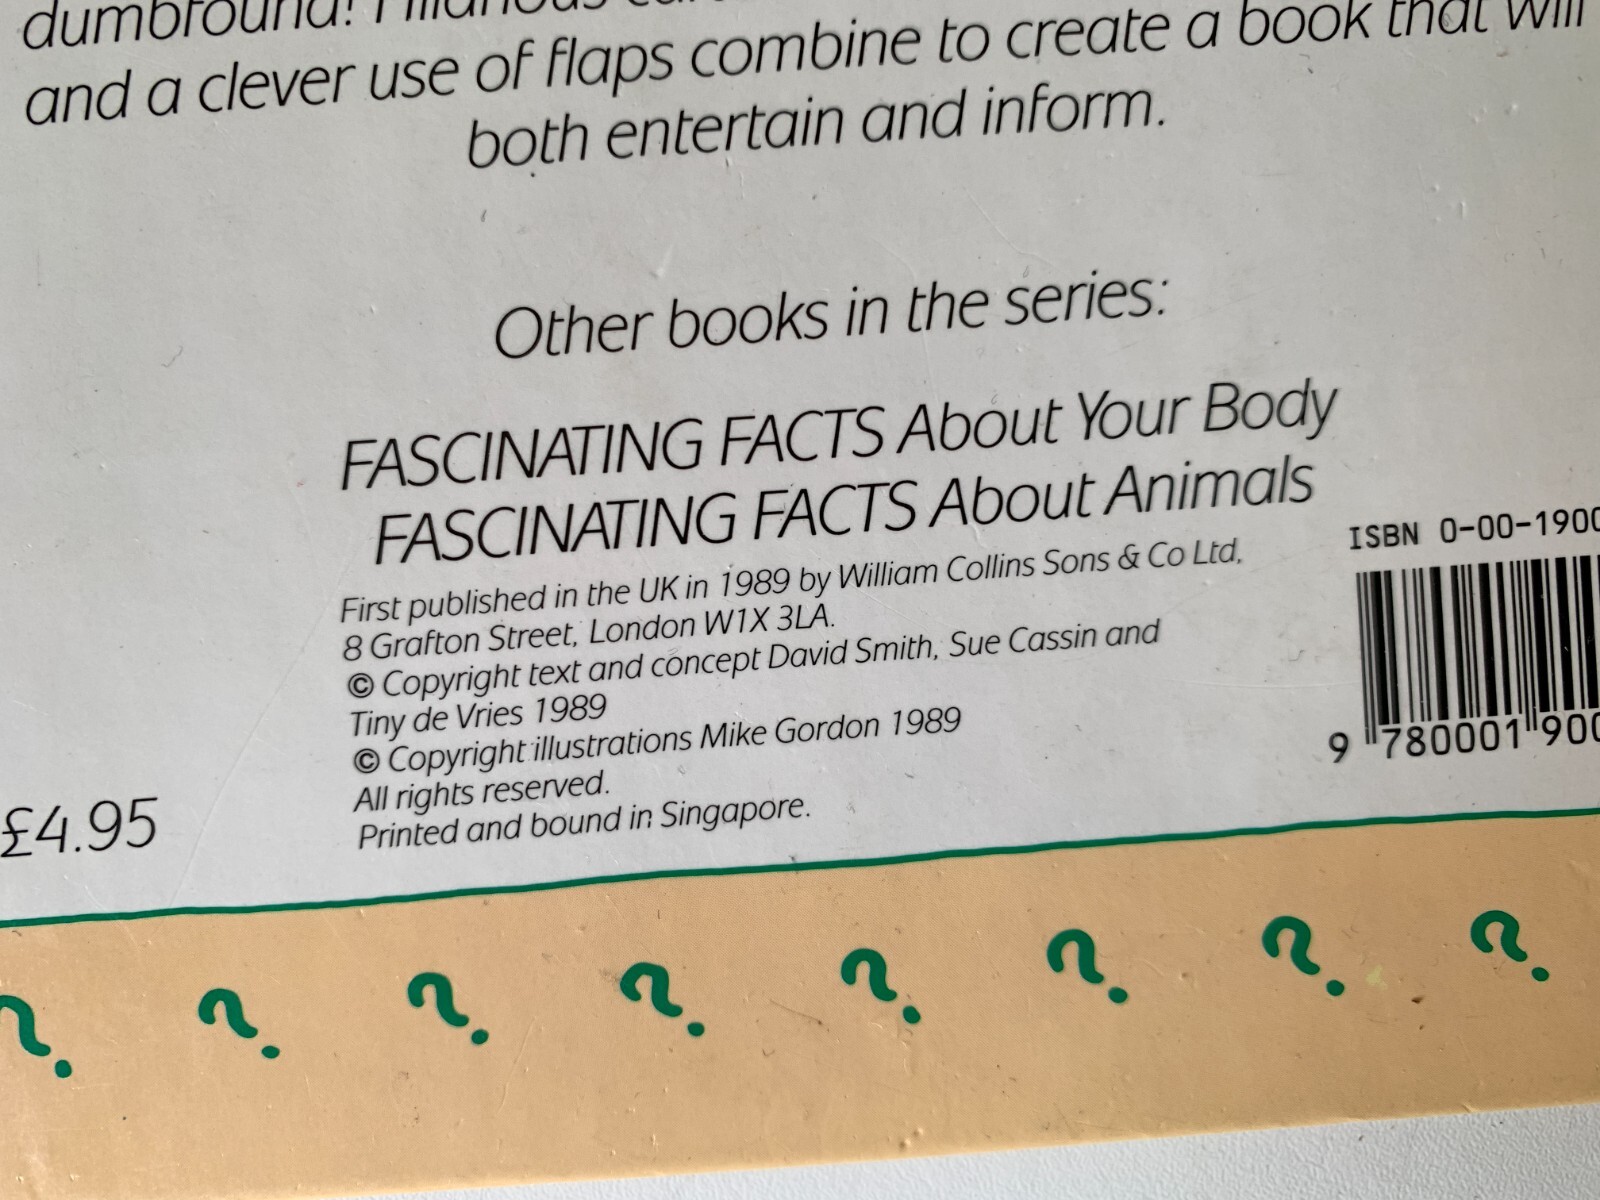 dumbfound! Hilarious
and a clever use of flaps combine to create a book that will
both entertain and inform.
Other books in the series:
FASCINATING FACTS About Your Body
FASCINATING FACTS About Animals
First published in the UK in 1989 by William Collins Sons & Co Ltd,
8 Grafton Street, London W1X 3LA.
© Copyright text and concept David Smith, Sue Cassin and
Tiny de Vries 1989
© Copyright illustrations Mike Gordon 1989
All rights reserved.
Printed and bound in Singapore.
£4.95
ISBN 0-00-1900
9 780001 900
? ? ? ? ? ? ? ?